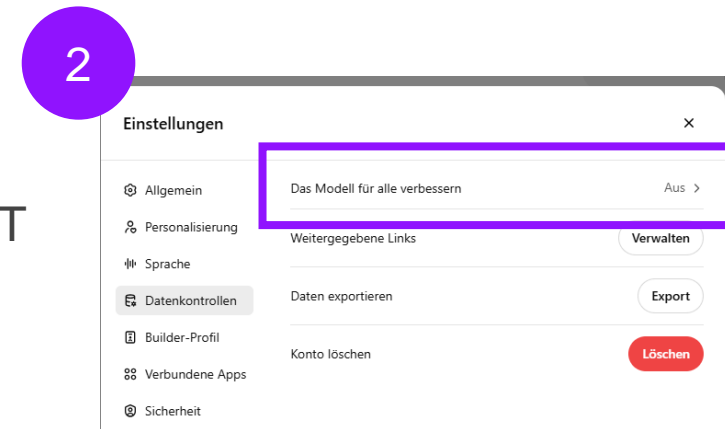 2
Einstellungen
T
Allgemein
Personalisierung
Sprache
Datenkontrollen
Builder-Profil
Verbundene Apps
Sicherheit
Das Modell für alle verbessern Aus
Weitergegebene Links Verwalten
Daten exportieren Export
Konto löschen Löschen